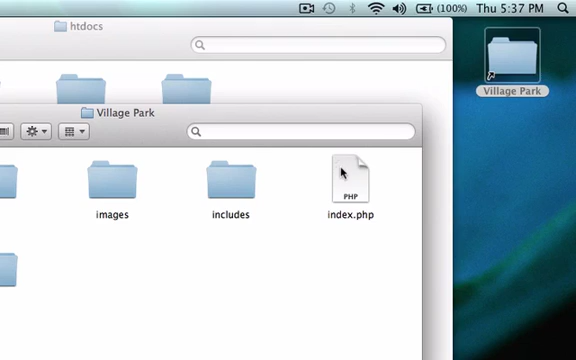 (100%) Thu 5:37 PM
htdocs
Village Park
Village Park
PHP
images includes index.php